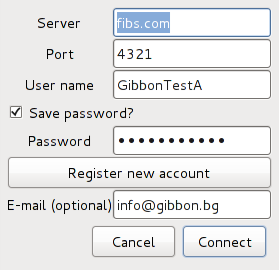 Server fibs.com
Port 4321
User name GibbonTestA
Save password?
Password •••••••••••
Register new account
E-mail (optional) info@gibbon.bg
Cancel Connect